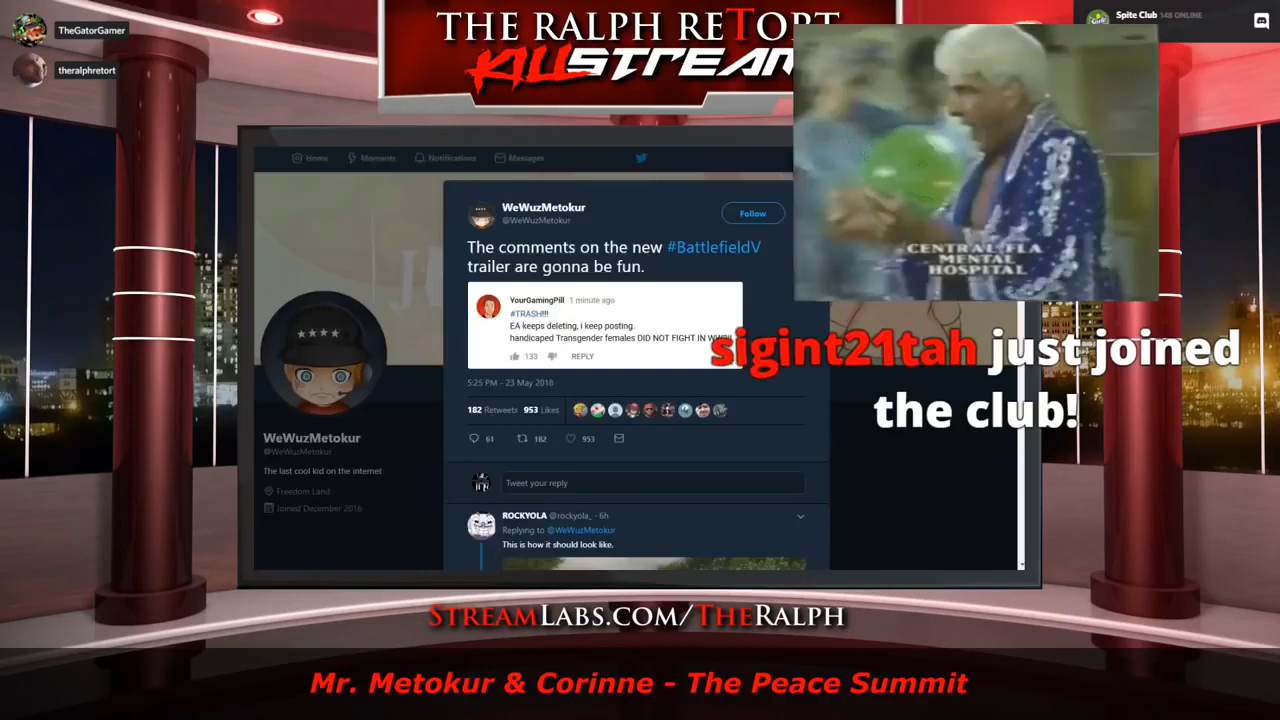 TheGatorGamer
theralphretort
THE RALPH RETORT
KILLSTREAM
Spite Club 148 ONLINE
Home
Moments
Notifications
Messages
CENTRAL FLA
MENTAL
HOSPITAL
WeWuzMetokur
@WeWuzMetokur
Follow
The comments on the new #BattlefieldV
trailer are gonna be fun.
YourGamingPill 1 minute ago
#TRASH!!!
EA keeps deleting, i keep posting.
handicaped Transgender females DID NOT FIGHT IN
133 REPLY
5:25 PM - 23 May 2018
182 Retweets 953 Likes
61 182 953
Tweet your reply
ROCKYOLA @rockyola_ · 6h
Replying to @WeWuzMetokur
This is how it should look like.
WeWuzMetokur
@WeWuzMetokur
The last cool kid on the internet
Freedom Land
Joined December 2016
sigint21tah just joined
the club!
STREAMLABS.COM/THERALPH
Mr. Metokur & Corinne - The Peace Summit